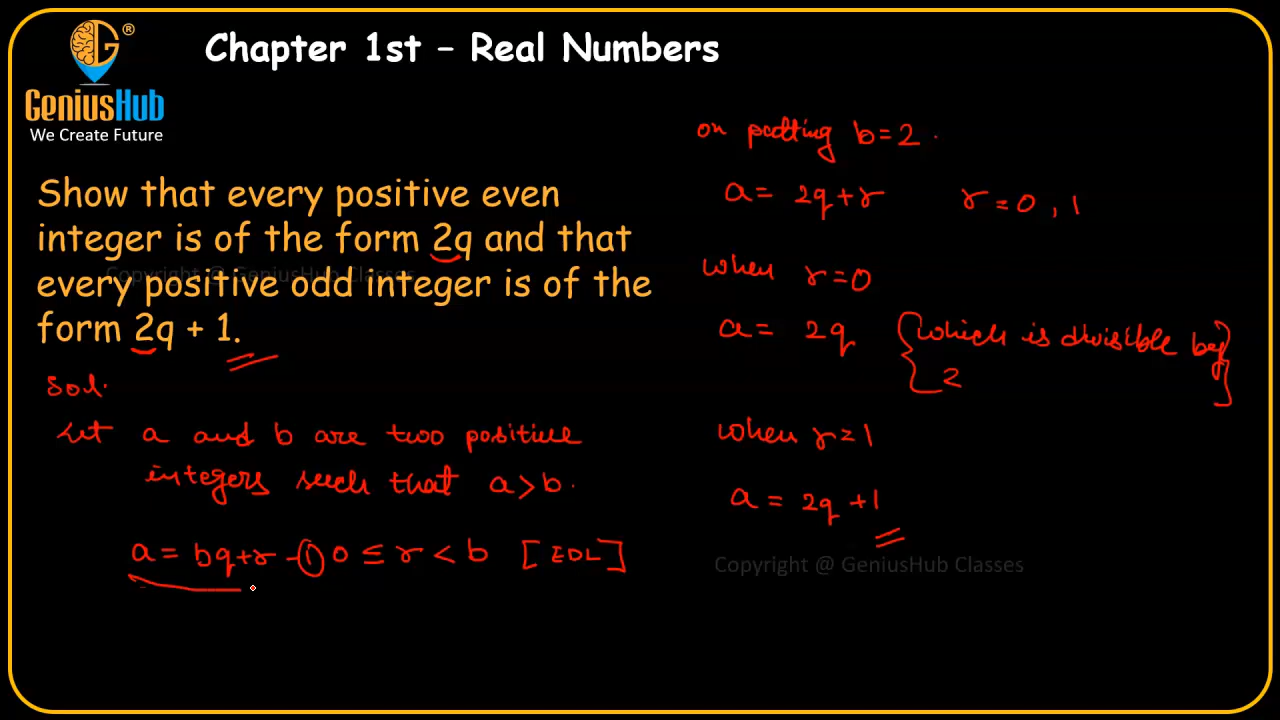 Chapter 1st – Real Numbers
GeniusHub
®
We Create Future
Show that every positive even
integer is of the form 2q and that
every positive odd integer is of the
form 2q + 1.
Copyright @ GeniusHub Classes
Sol.
Let a and b are two positive
integers such that a > b.
a = bq+r - ① 0 ≤ r < b [EDL]
on putting b = 2 .
a = 2q + r r = 0 , 1
when r = 0
a = 2q {which is divisible by
2}
when r = 1
a = 2q + 1
Copyright @ GeniusHub Classes